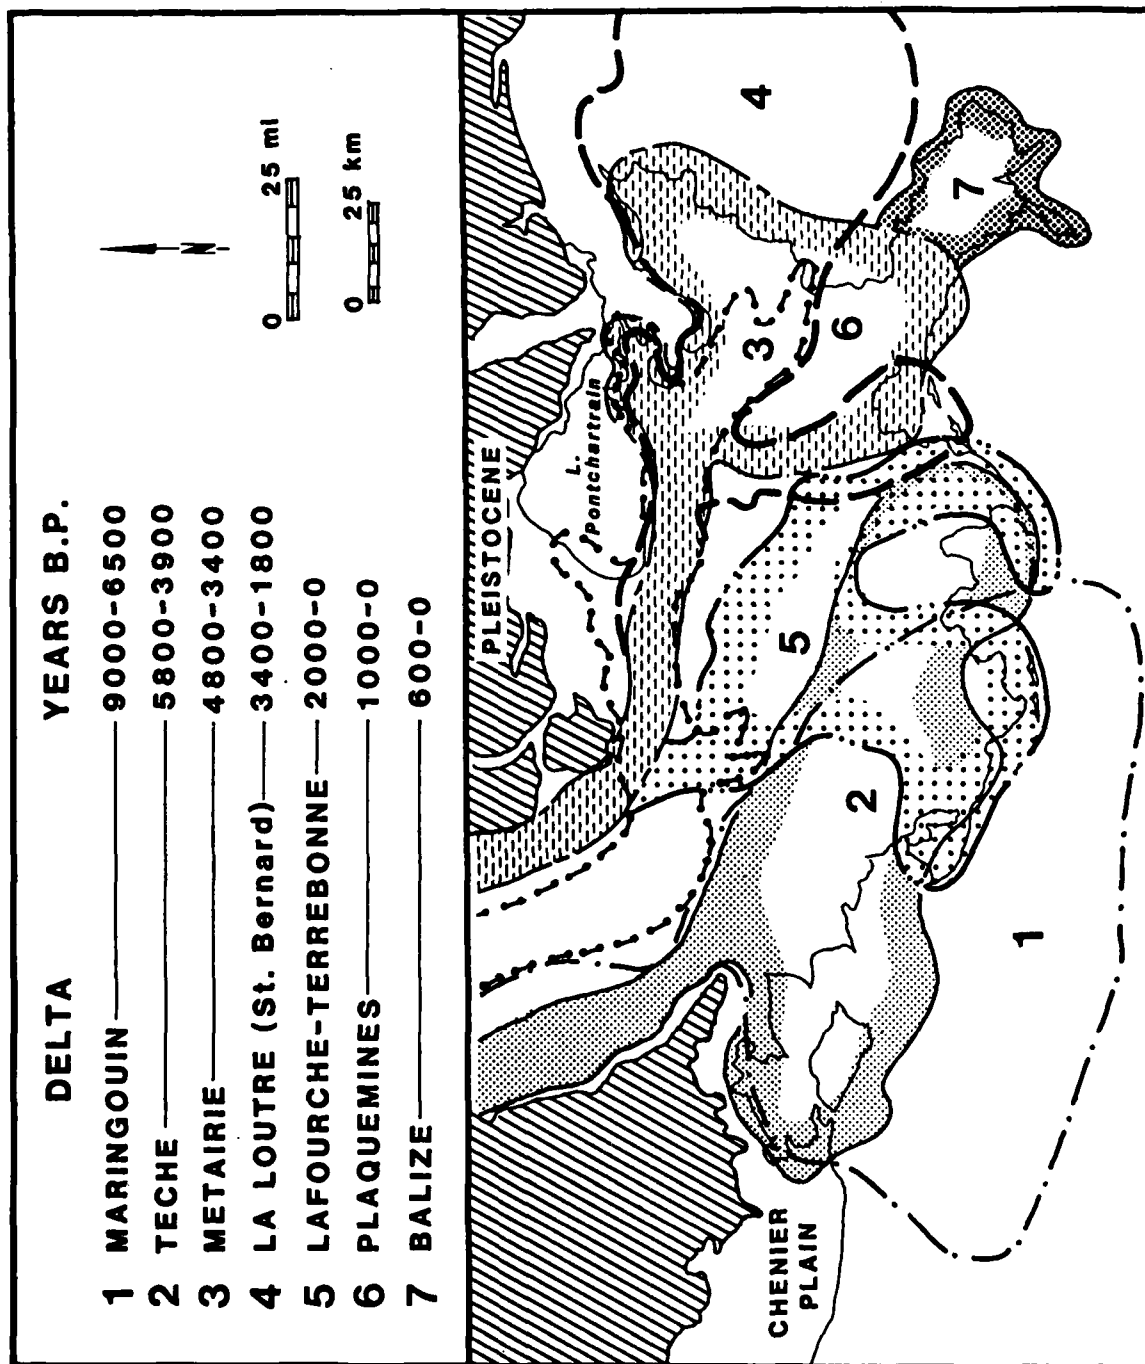 DELTA YEARS B.P.
1 MARINGOUIN 9000-6500
2 TECHE 5800-3900
3 METAIRIE 4800-3400
4 LA LOUTRE (St. Bernard) 3400-1800
5 LAFOURCHE-TERREBONNE 2000-0
6 PLAQUEMINES 1000-0
7 BALIZE 600-0
N
0 25 mi
0 25 km
PLEISTOCENE
L.
Pontchartrain
CHENIER
PLAIN
1
2
3
4
5
6
7